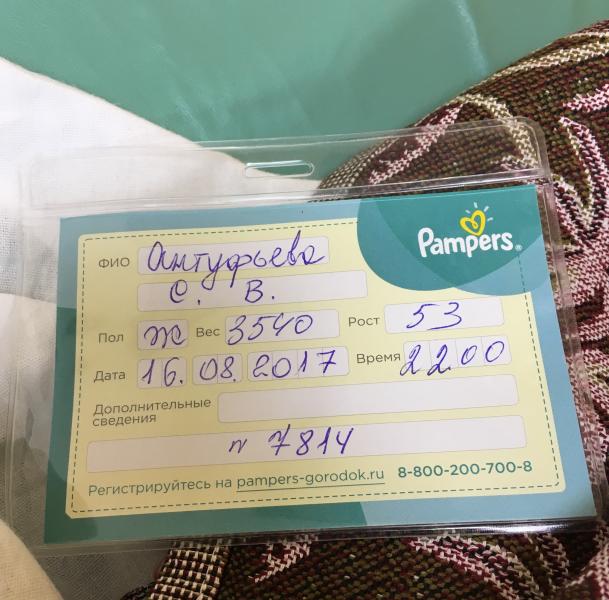 Pampers®
ФИО Антуфьева
С. В.
Пол Ж Вес 3540 Рост 53
Дата 16.08.2017 Время 22.00
Дополнительные
сведения
n 7814
Регистрируйтесь на pampers-gorodok.ru 8-800-200-700-8